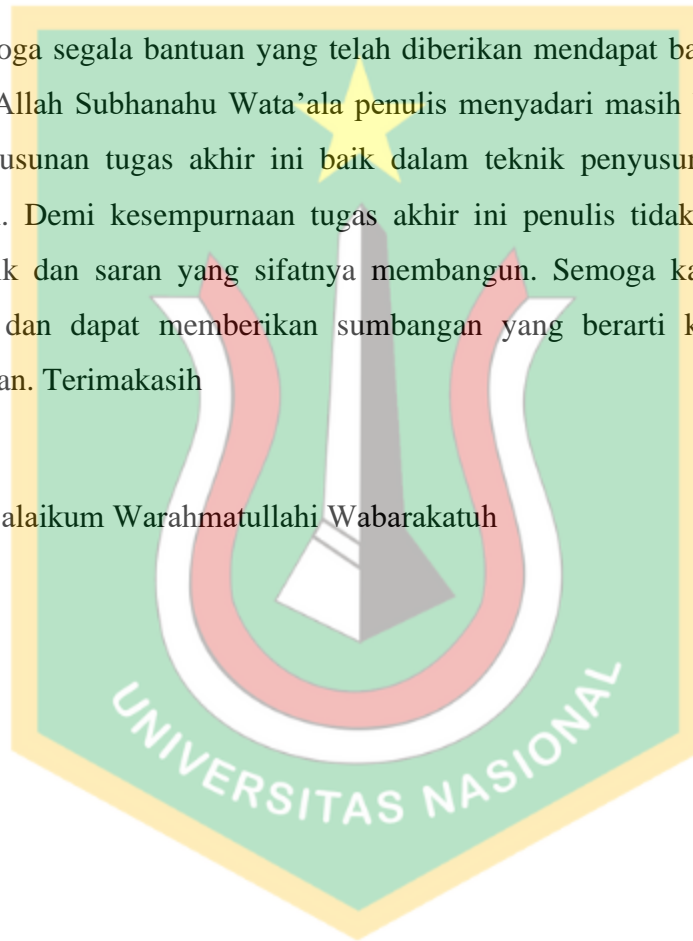 oga segala bantuan yang telah diberikan mendapat ba
Allah Subhanahu Wata’ala penulis menyadari masih
usunan tugas akhir ini baik dalam teknik penyusun
. Demi kesempurnaan tugas akhir ini penulis tidak
ik dan saran yang sifatnya membangun. Semoga ka
dan dapat memberikan sumbangan yang berarti k
an. Terimakasih
alaikum Warahmatullahi Wabarakatuh
UNIVERSITAS NASIONAL